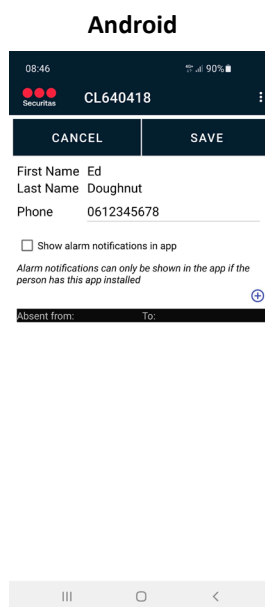 Android
08:46 4G+ 90%
Securitas CL640418
CANCEL SAVE
First Name Ed
Last Name Doughnut
Phone 0612345678
Show alarm notifications in app
Alarm notifications can only be shown in the app if the
person has this app installed
Absent from: To: